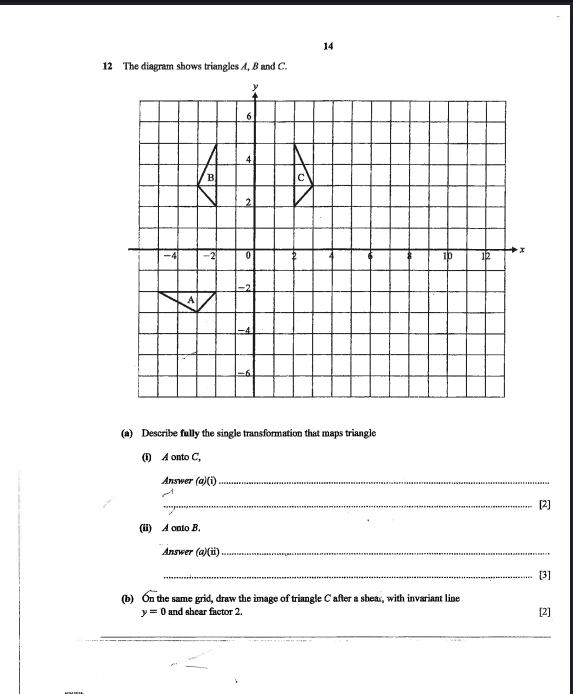 14
12 The diagram shows triangles A, B and C.
y
6
4
B
C
2
-4 -2 0 2 4 6 8 10 12 x
-2
A
-4
-6
(a) Describe fully the single transformation that maps triangle
(i) A onto C,
Answer (a)(i) ..............................................................
.............................................................. [2]
(ii) A onto B.
Answer (a)(ii) ..............................................................
.............................................................. [3]
(b) On the same grid, draw the image of triangle C after a shear, with invariant line
y = 0 and shear factor 2. [2]